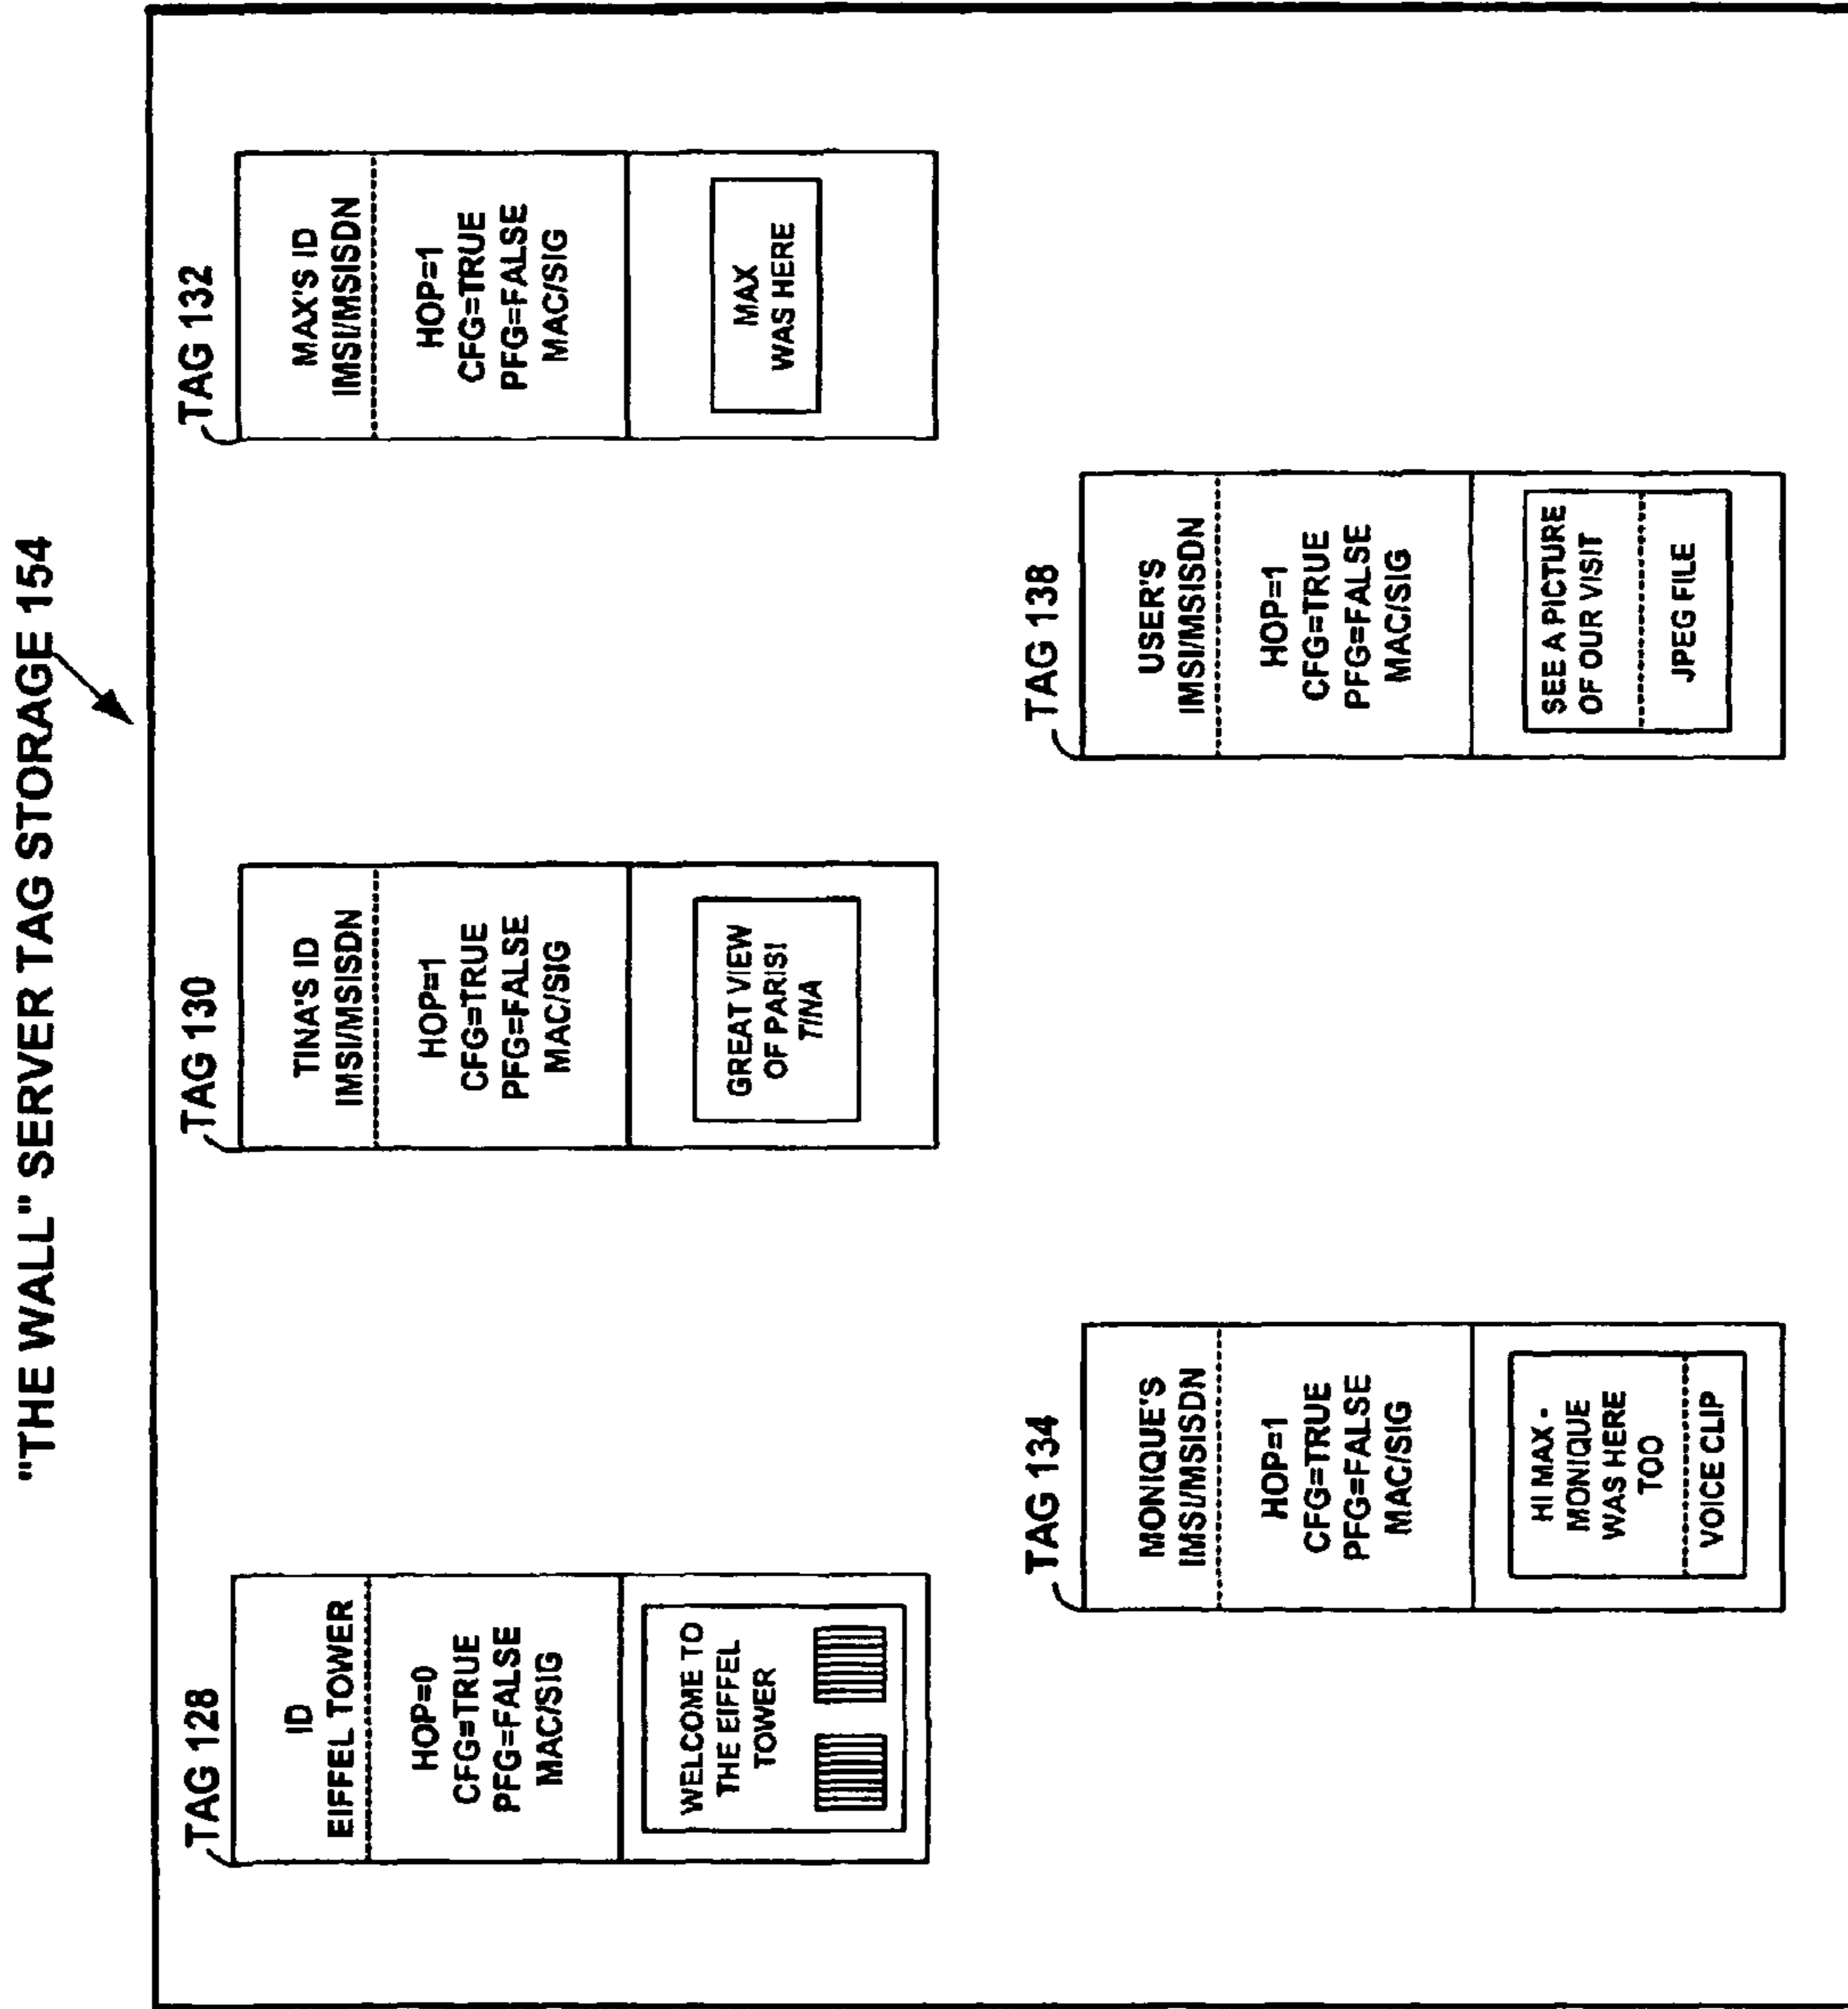 "THE WALL" SERVER TAG STORAGE 154
TAG 128
ID
EIFFEL TOWER
HOP=0
CFG=TRUE
PFG=FALSE
MAC/SIG
WELCOME TO
THE EIFFEL
TOWER
TAG 130
TINA'S ID
IMSI/MSISDN
HOP=1
CFG=TRUE
PFG=FALSE
MAC/SIG
GREAT VIEW
OF PARIS!
TINA
TAG 132
MAX'S ID
IMSI/MSISDN
HOP=1
CFG=TRUE
PFG=FALSE
MAC/SIG
MAX
WAS HERE
TAG 134
MONIQUE'S
IMSI/MSISDN
HOP=1
CFG=TRUE
PFG=FALSE
MAC/SIG
HI MAX -
MONIQUE
WAS HERE
TOO
VOICE CLIP
TAG 138
USER'S
IMSI/MSISDN
HOP=1
CFG=TRUE
PFG=FALSE
MAC/SIG
SEE A PICTURE
OF OUR VISIT
JPEG FILE